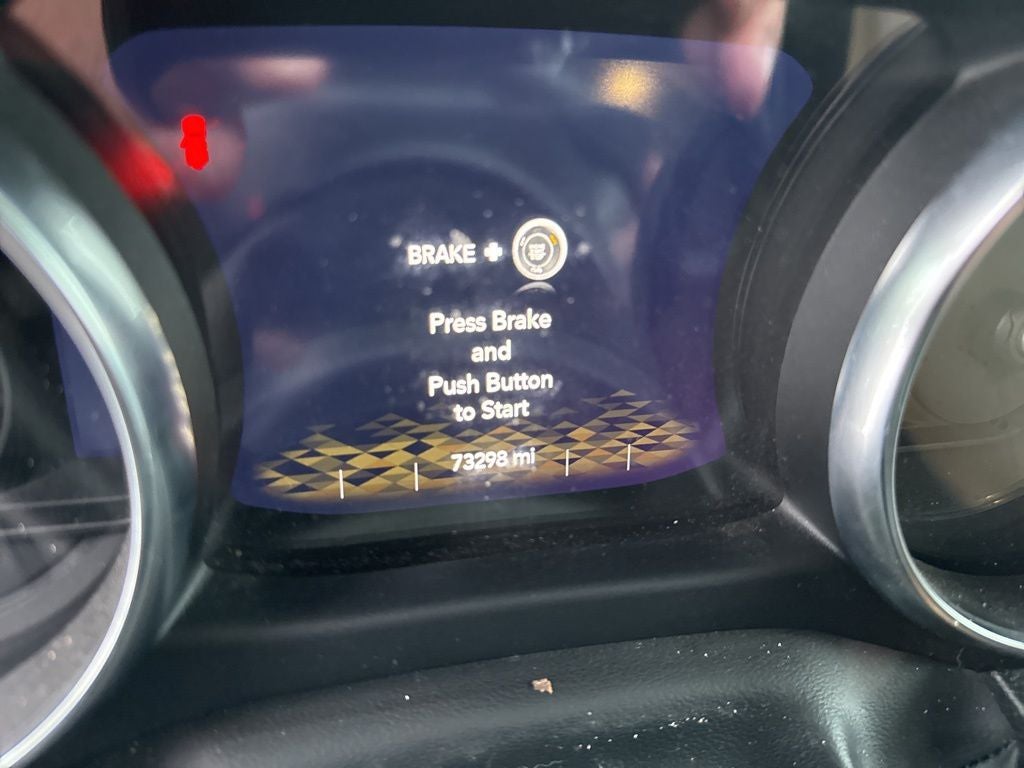 BRAKE +
Press Brake
and
Push Button
to Start
73298 mi